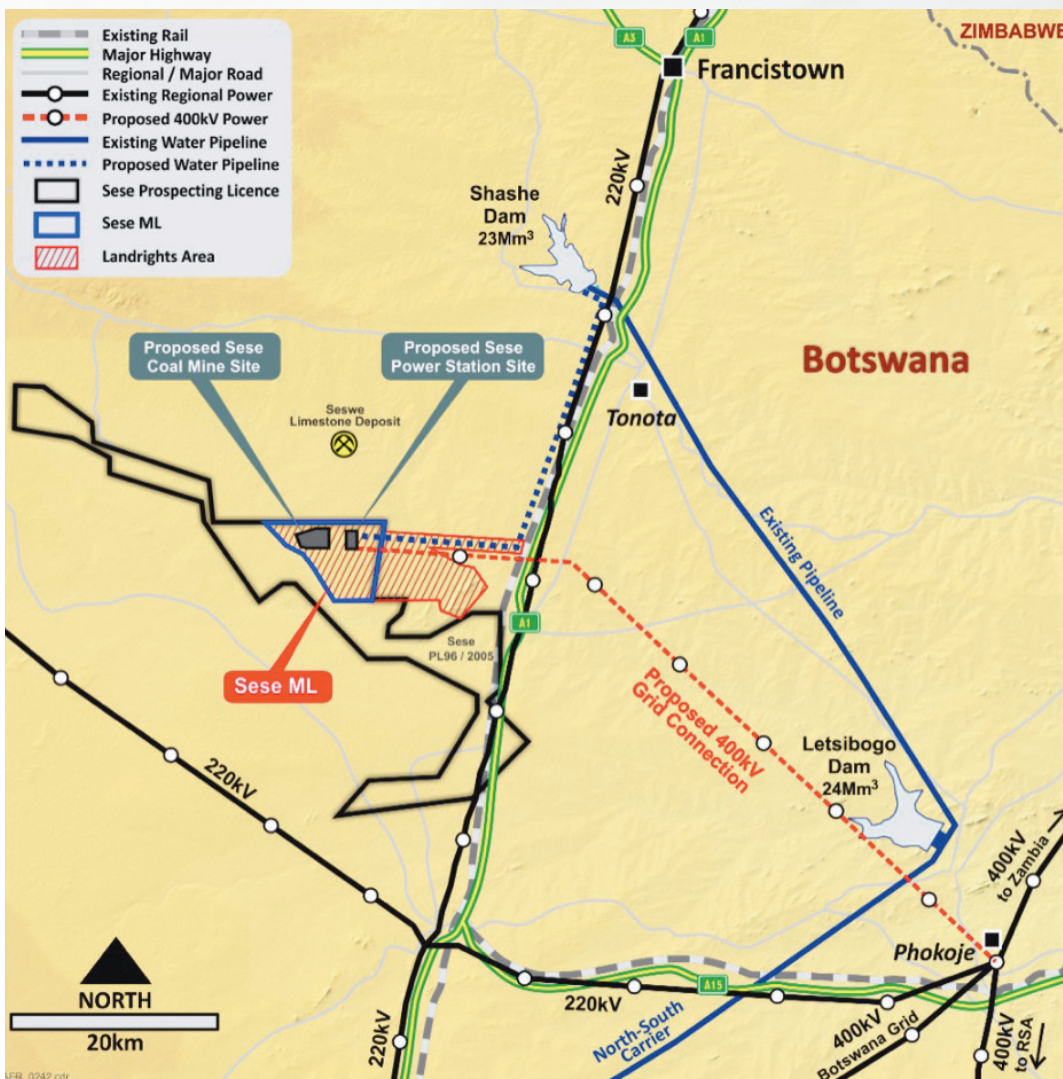 Existing Rail
Major Highway
Regional / Major Road
Existing Regional Power
Proposed 400kV Power
Existing Water Pipeline
Proposed Water Pipeline
Sese Prospecting Licence
Sese ML
Landrights Area
A3
A1
ZIMBABWE
Francistown
220kV
Shashe
Dam
23Mm³
Proposed Sese
Coal Mine Site
Proposed Sese
Power Station Site
Botswana
Seswe
Limestone Deposit
Tonota
Existing Pipeline
A1
Sese
PL96 / 2005
Sese ML
Proposed 400kV
Grid Connection
Letsibogo
Dam
24Mm³
220kV
400kV
to Zambia
Phokoje
NORTH
20km
220kV
220kV
A15
North-South
Carrier
400kV
Botswana Grid
400kV
to RSA
0242.cdr